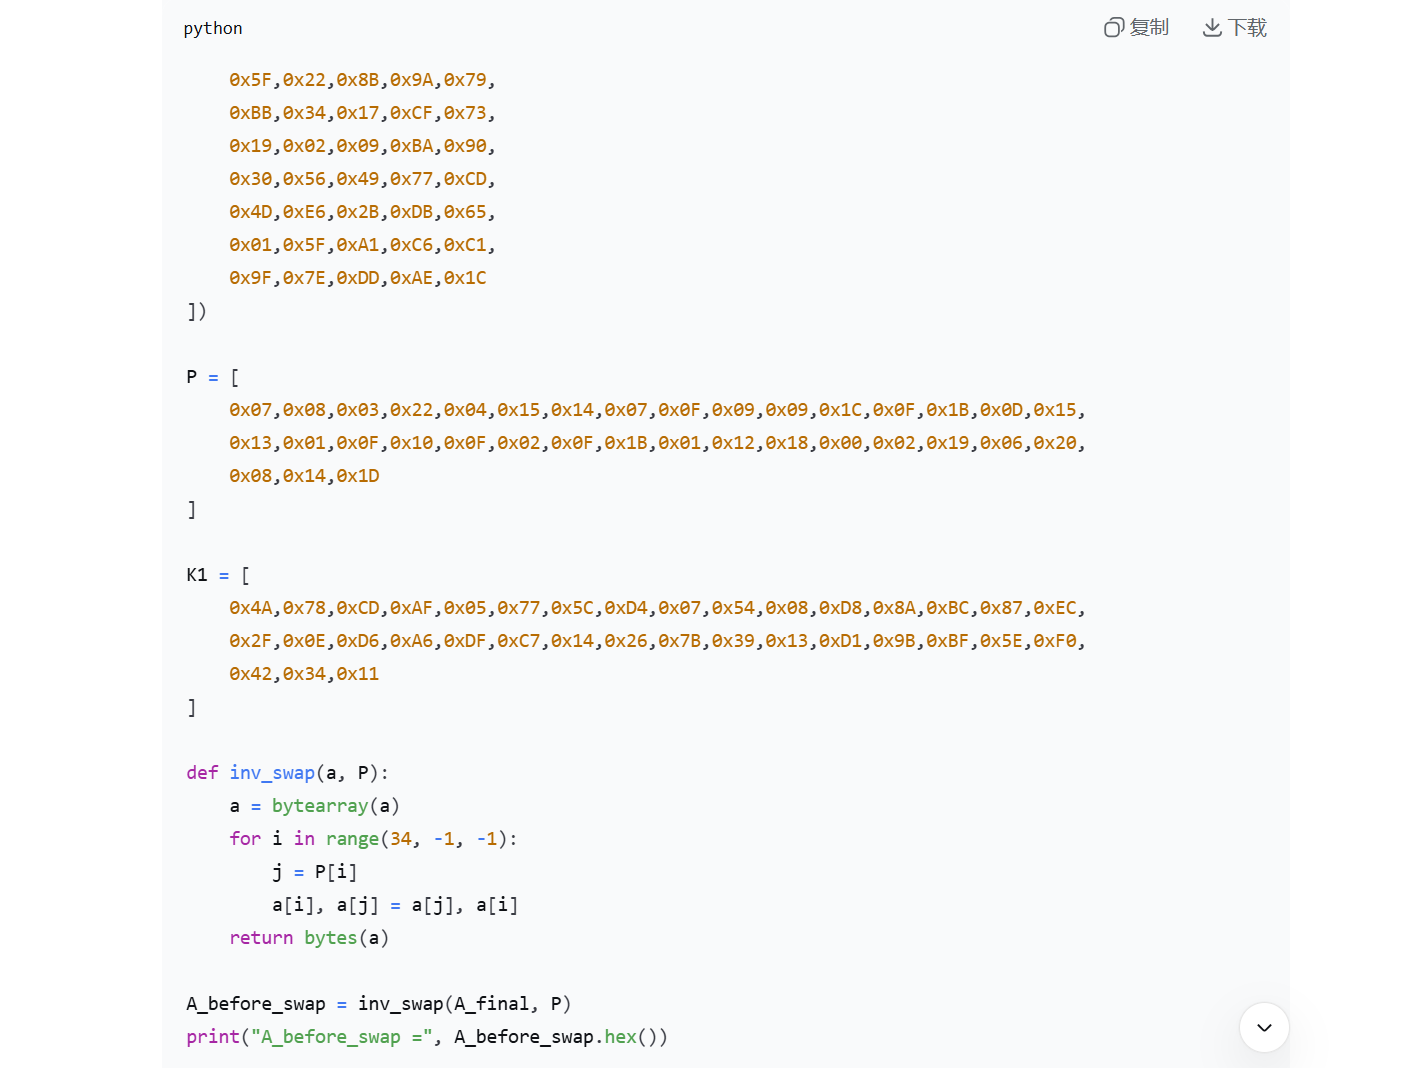 python
复制
下载
0x5F,0x22,0x8B,0x9A,0x79,
0xBB,0x34,0x17,0xCF,0x73,
0x19,0x02,0x09,0xBA,0x90,
0x30,0x56,0x49,0x77,0xCD,
0x4D,0xE6,0x2B,0xDB,0x65,
0x01,0x5F,0xA1,0xC6,0xC1,
0x9F,0x7E,0xDD,0xAE,0x1C
])
P = [
0x07,0x08,0x03,0x22,0x04,0x15,0x14,0x07,0x0F,0x09,0x09,0x1C,0x0F,0x1B,0x0D,0x15,
0x13,0x01,0x0F,0x10,0x0F,0x02,0x0F,0x1B,0x01,0x12,0x18,0x00,0x02,0x19,0x06,0x20,
0x08,0x14,0x1D
]
K1 = [
0x4A,0x78,0xCD,0xAF,0x05,0x77,0x5C,0xD4,0x07,0x54,0x08,0xD8,0x8A,0xBC,0x87,0xEC,
0x2F,0x0E,0xD6,0xA6,0xDF,0xC7,0x14,0x26,0x7B,0x39,0x13,0xD1,0x9B,0xBF,0x5E,0xF0,
0x42,0x34,0x11
]
def inv_swap(a, P):
a = bytearray(a)
for i in range(34, -1, -1):
j = P[i]
a[i], a[j] = a[j], a[i]
return bytes(a)
A_before_swap = inv_swap(A_final, P)
print("A_before_swap =", A_before_swap.hex())